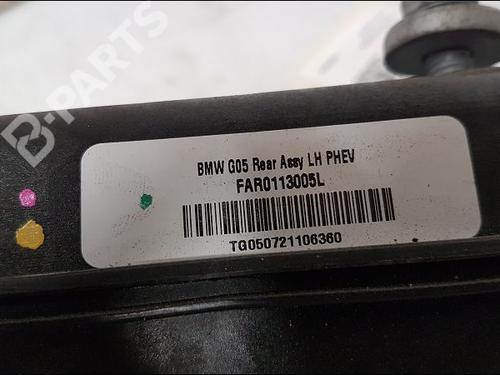 B-PARTS
BMW G05 Rear Assy LH PHEV
FAR0113005L
TG050721106360